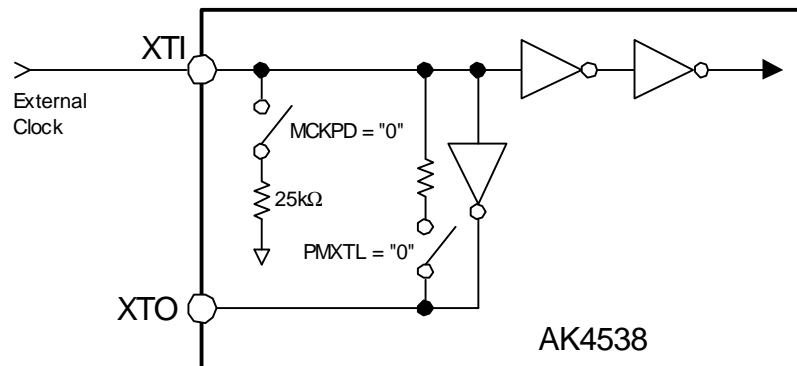 XTI
External
Clock
MCKPD = "0"
25kΩ
PMXTL = "0"
XTO
AK4538